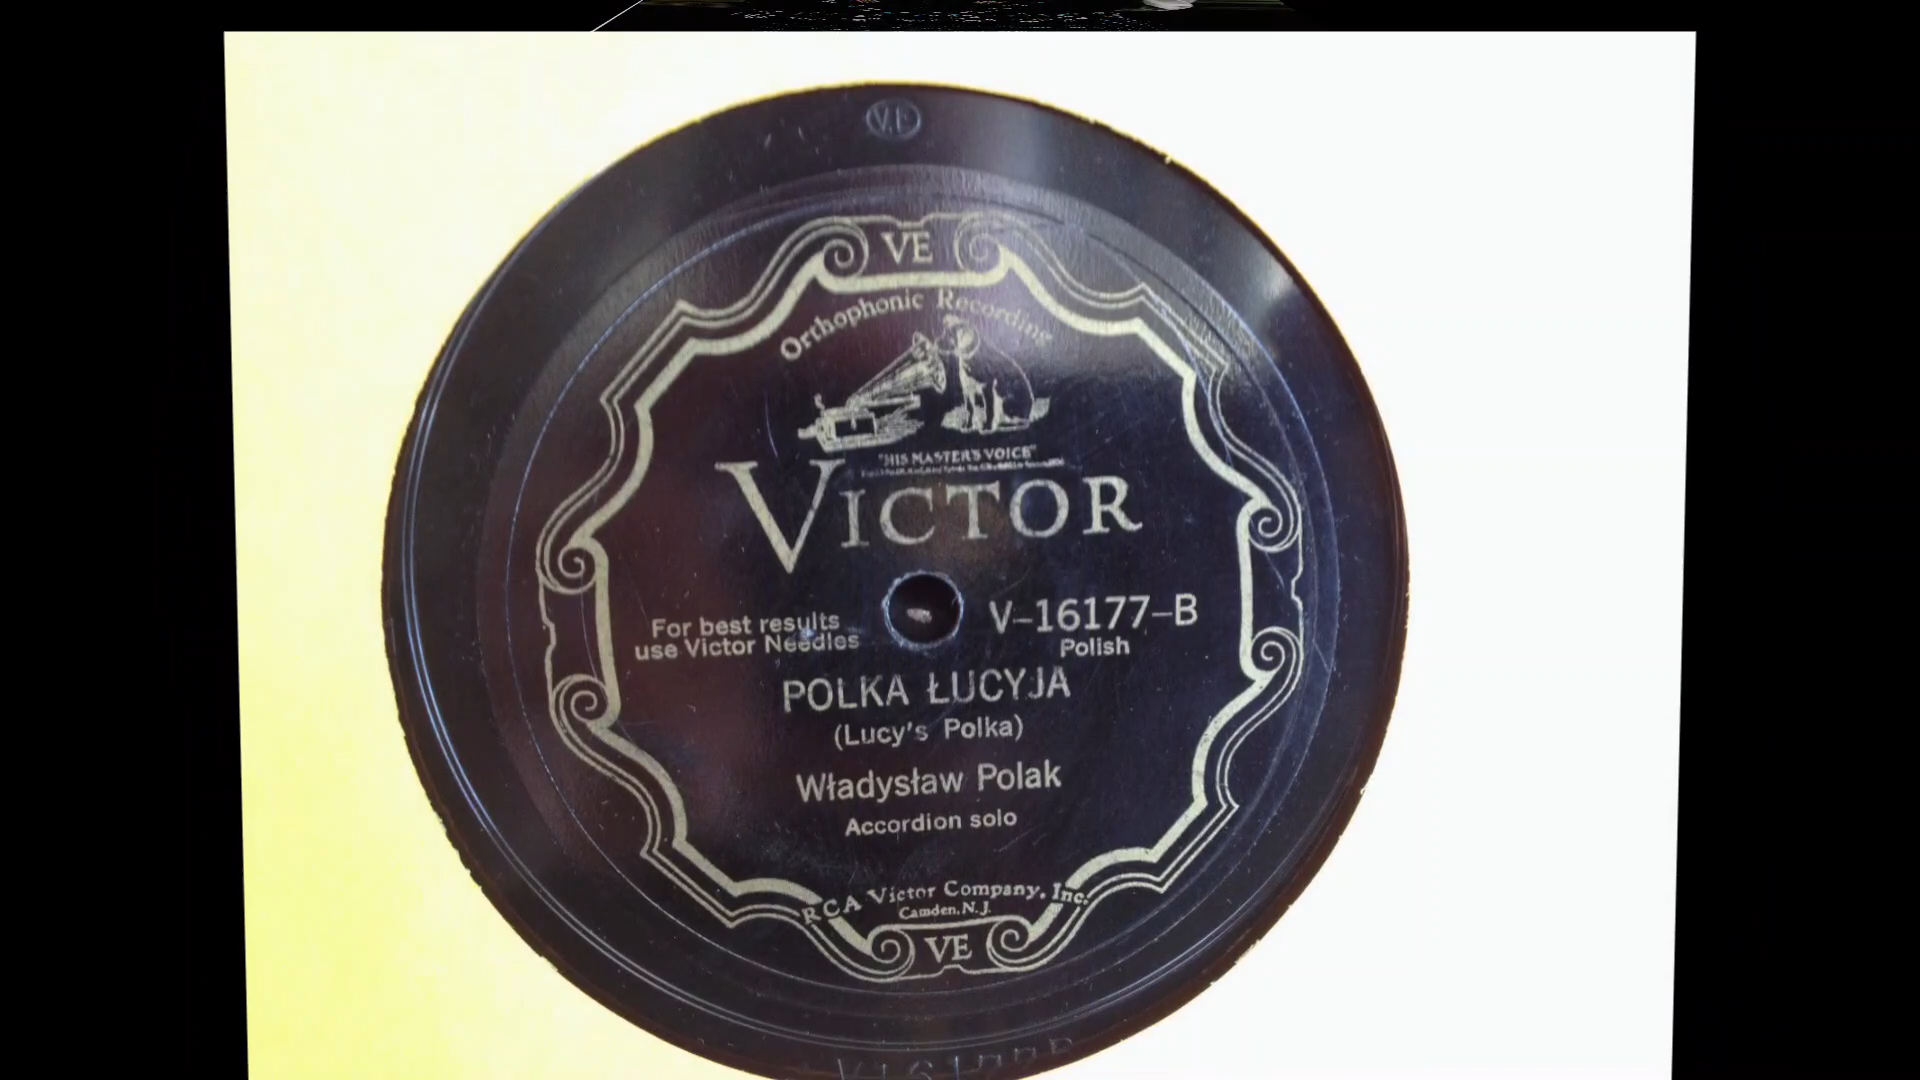 VE
VE
Orthophonic Recording
"HIS MASTER'S VOICE"
VICTOR
For best results
use Victor Needles
V-16177-B
Polish
POLKA ŁUCYJA
(Lucy's Polka)
Władysław Polak
Accordion solo
RCA Victor Company, Inc.
Camden, N. J.
VE